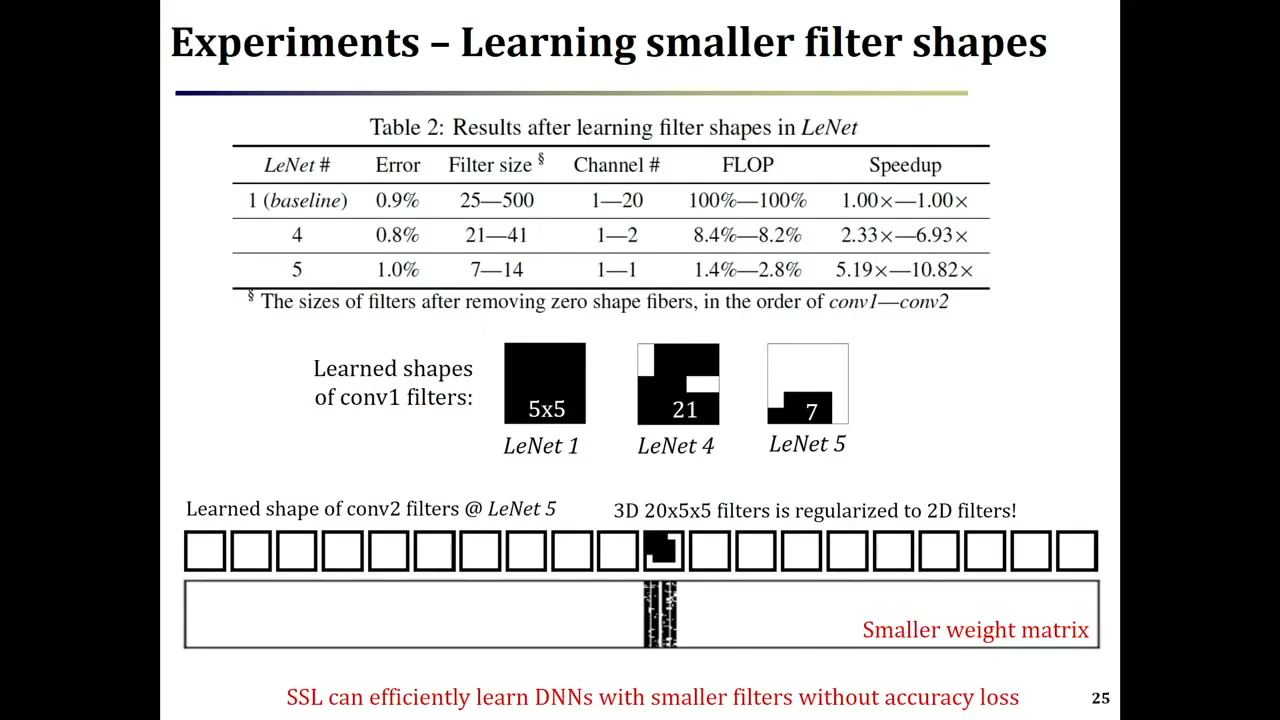 Experiments – Learning smaller filter shapes
Table 2: Results after learning filter shapes in LeNet
LeNet # Error Filter size § Channel # FLOP Speedup
1 (baseline) 0.9% 25—500 1—20 100%—100% 1.00×—1.00×
4 0.8% 21—41 1—2 8.4%—8.2% 2.33×—6.93×
5 1.0% 7—14 1—1 1.4%—2.8% 5.19×—10.82×
§ The sizes of filters after removing zero shape fibers, in the order of conv1—conv2
Learned shapes
of conv1 filters:
5x5 21 7
LeNet 1 LeNet 4 LeNet 5
Learned shape of conv2 filters @ LeNet 5 3D 20x5x5 filters is regularized to 2D filters!
Smaller weight matrix
SSL can efficiently learn DNNs with smaller filters without accuracy loss 25